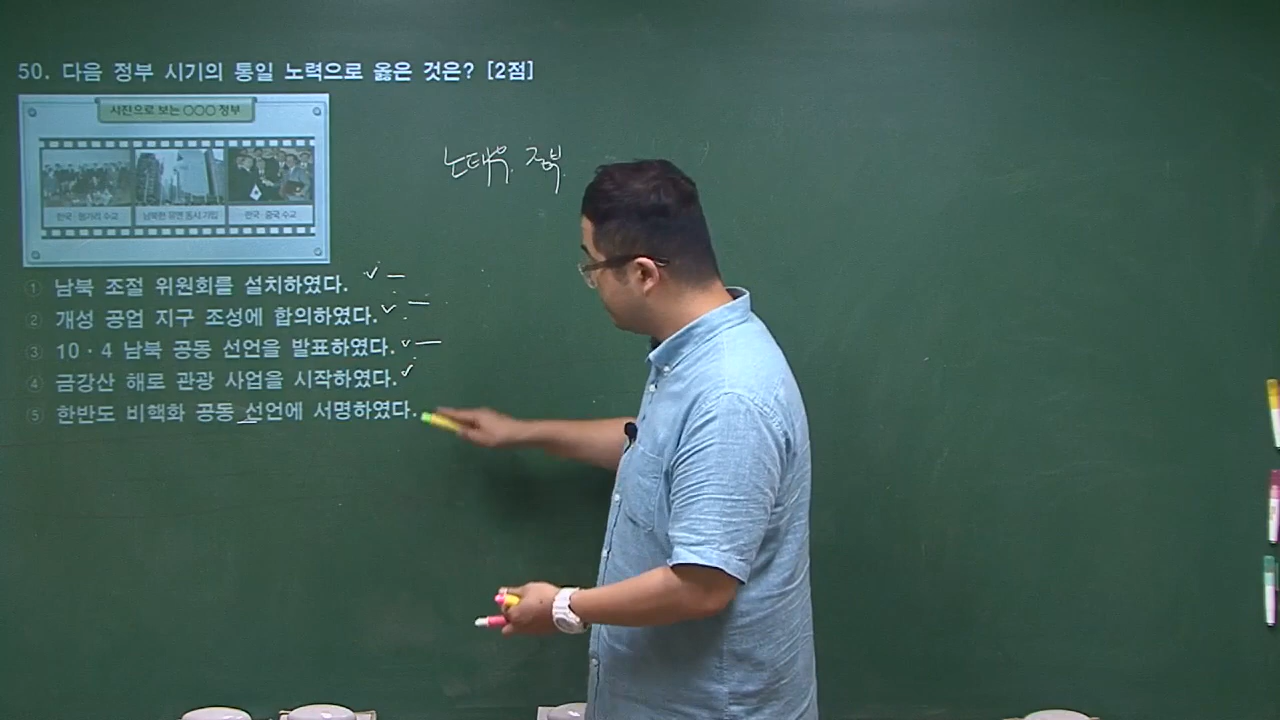 50. 다음 정부 시기의 통일 노력으로 옳은 것은? [2점]
사진으로 보는 ○○○ 정부
한국·헝가리 수교
남북한 유엔 동시 가입
한국·중국 수교
노태우 정부
① 남북 조절 위원회를 설치하였다.
② 개성 공업 지구 조성에 합의하였다.
③ 10·4 남북 공동 선언을 발표하였다.
④ 금강산 해로 관광 사업을 시작하였다.
⑤ 한반도 비핵화 공동 선언에 서명하였다.